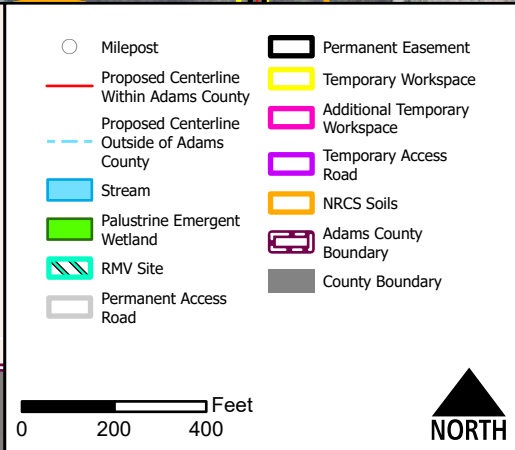 Milepost
Proposed Centerline
Within Adams County
Proposed Centerline
Outside of Adams
County
Stream
Palustrine Emergent
Wetland
RMV Site
Permanent Access
Road
Permanent Easement
Temporary Workspace
Additional Temporary
Workspace
Temporary Access
Road
NRCS Soils
Adams County
Boundary
County Boundary
Feet
0 200 400
NORTH